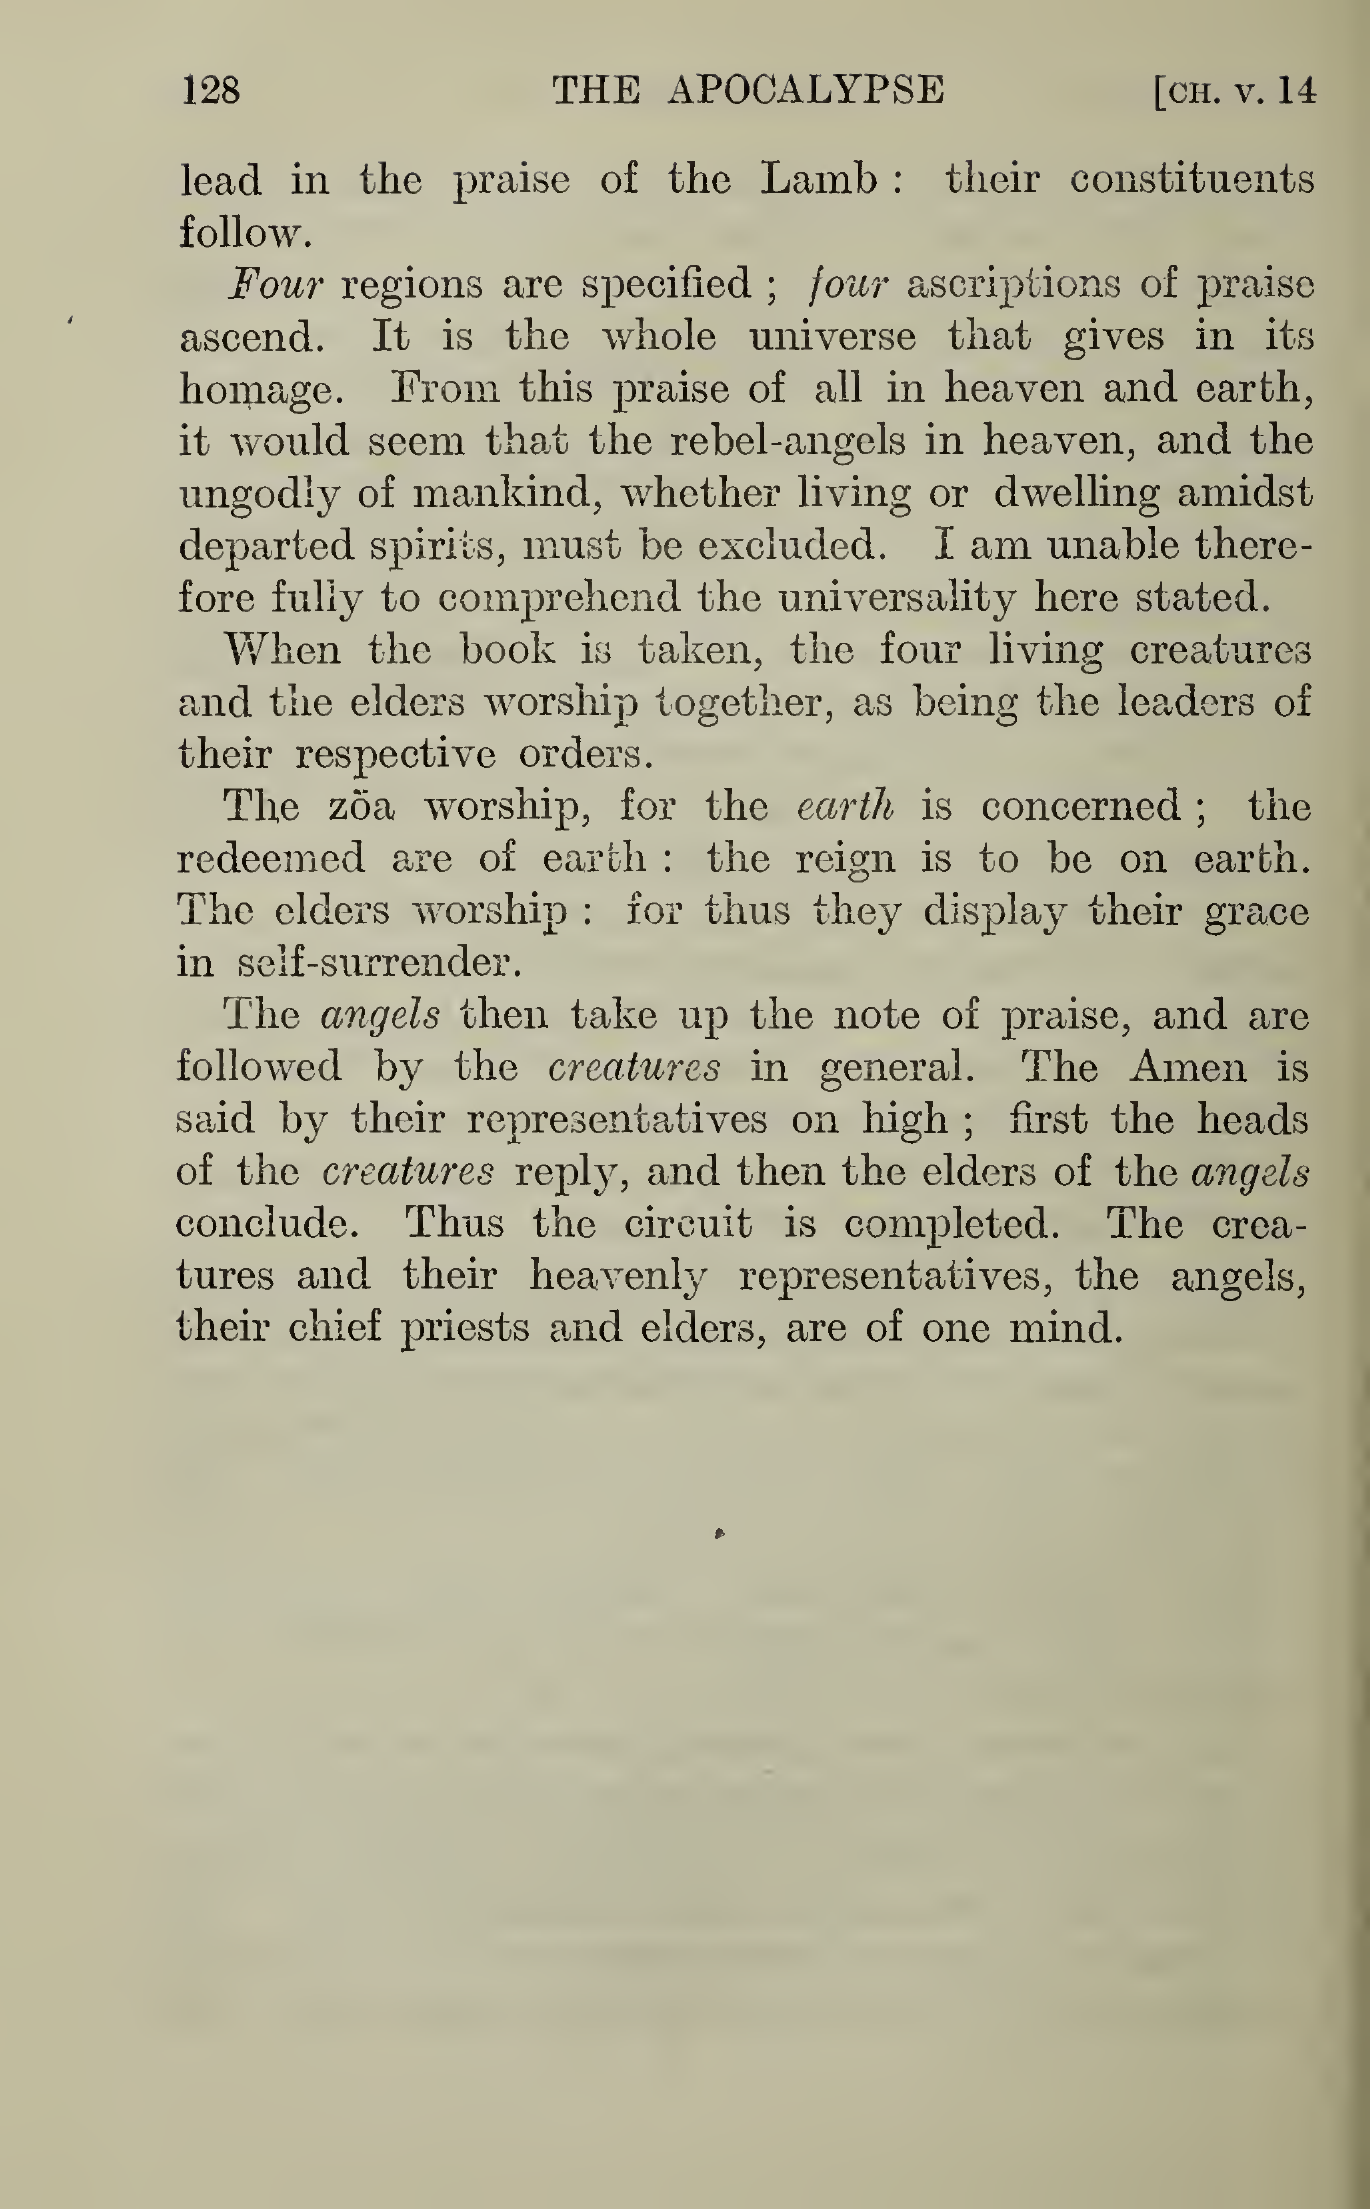 128 THE APOCALYPSE [CH. V. 14
lead in the praise of the Lamb : their constituents
follow.
Four regions are specified ; four ascriptions of praise
ascend. It is the whole universe that gives in its
homage. From this praise of all in heaven and earth,
it would seem that the rebel-angels in heaven, and the
ungodly of mankind, whether living or dwelling amidst
departed spirits, must be excluded. I am unable there-
fore fully to comprehend the universality here stated.
When the book is taken, the four living creatures
and the elders worship together, as being the leaders of
their respective orders.
The zōa worship, for the earth is concerned ; the
redeemed are of earth : the reign is to be on earth.
The elders worship : for thus they display their grace
in self-surrender.
The angels then take up the note of praise, and are
followed by the creatures in general. The Amen is
said by their representatives on high ; first the heads
of the creatures reply, and then the elders of the angels
conclude. Thus the circuit is completed. The crea-
tures and their heavenly representatives, the angels,
their chief priests and elders, are of one mind.